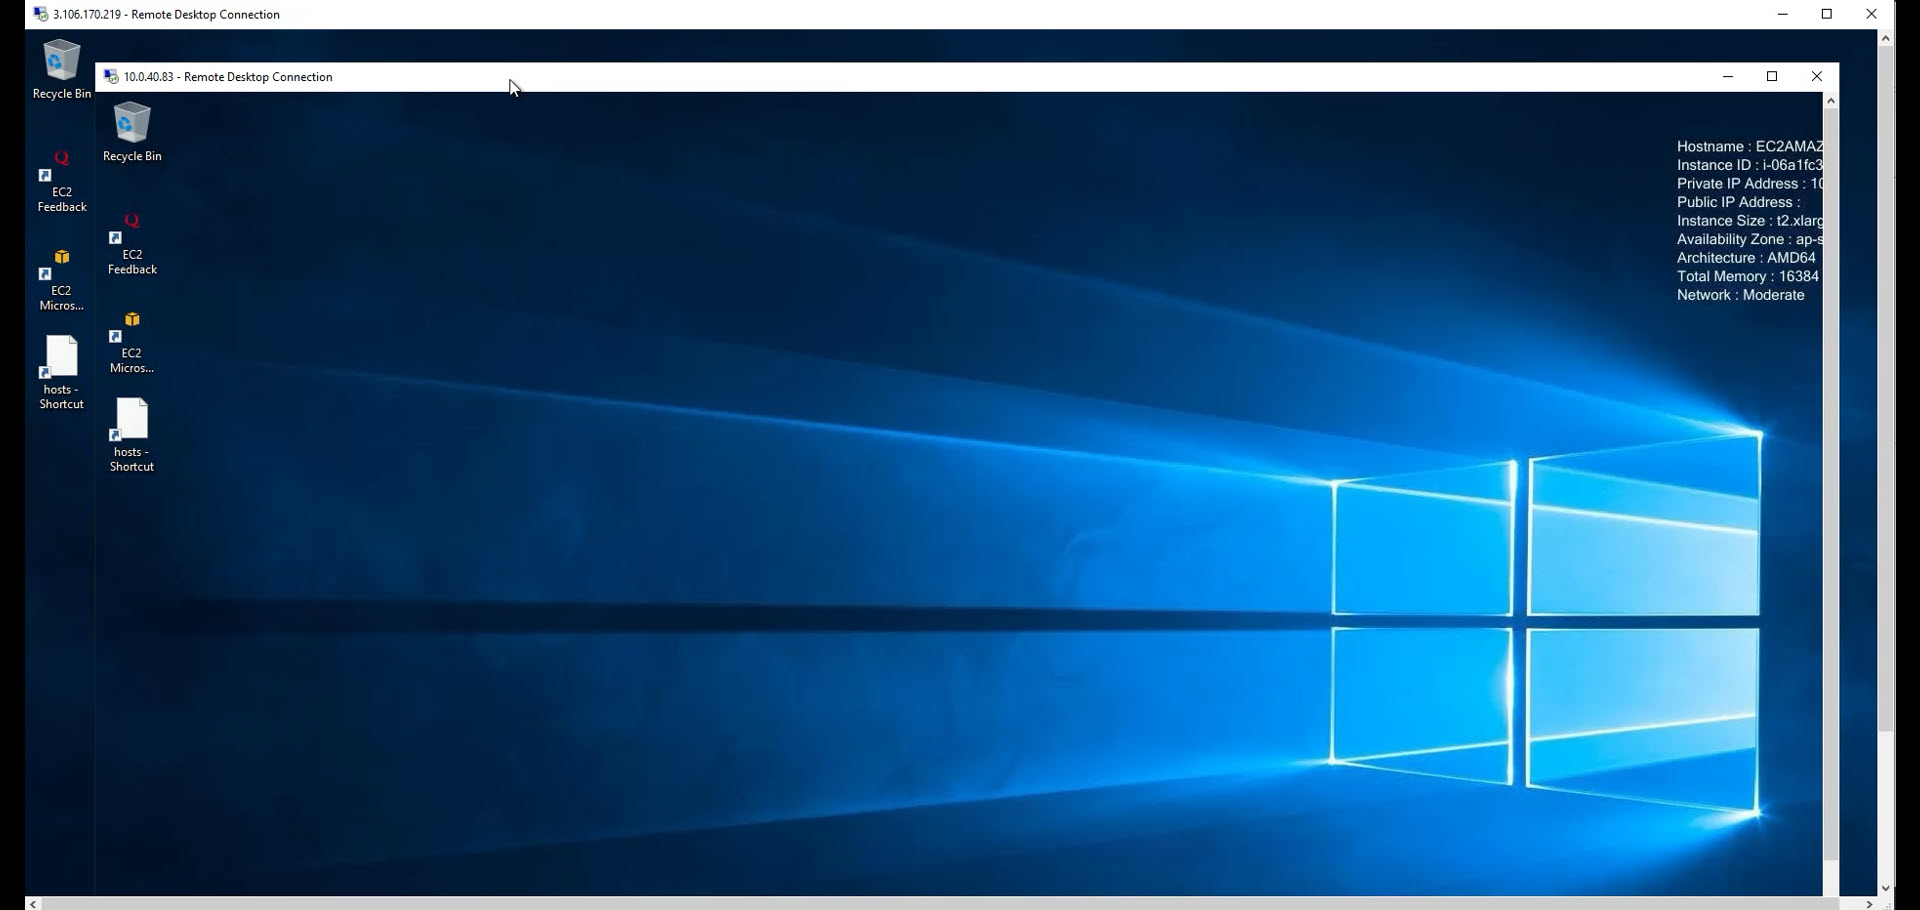 3.106.170.219 - Remote Desktop Connection
Recycle Bin
EC2
Feedback
EC2
Micros...
hosts -
Shortcut
10.0.40.83 - Remote Desktop Connection
Recycle Bin
EC2
Feedback
EC2
Micros...
hosts -
Shortcut
Hostname : EC2AMAZ
Instance ID : i-06a1fc3
Private IP Address : 10
Public IP Address :
Instance Size : t2.xlarg
Availability Zone : ap-s
Architecture : AMD64
Total Memory : 16384
Network : Moderate